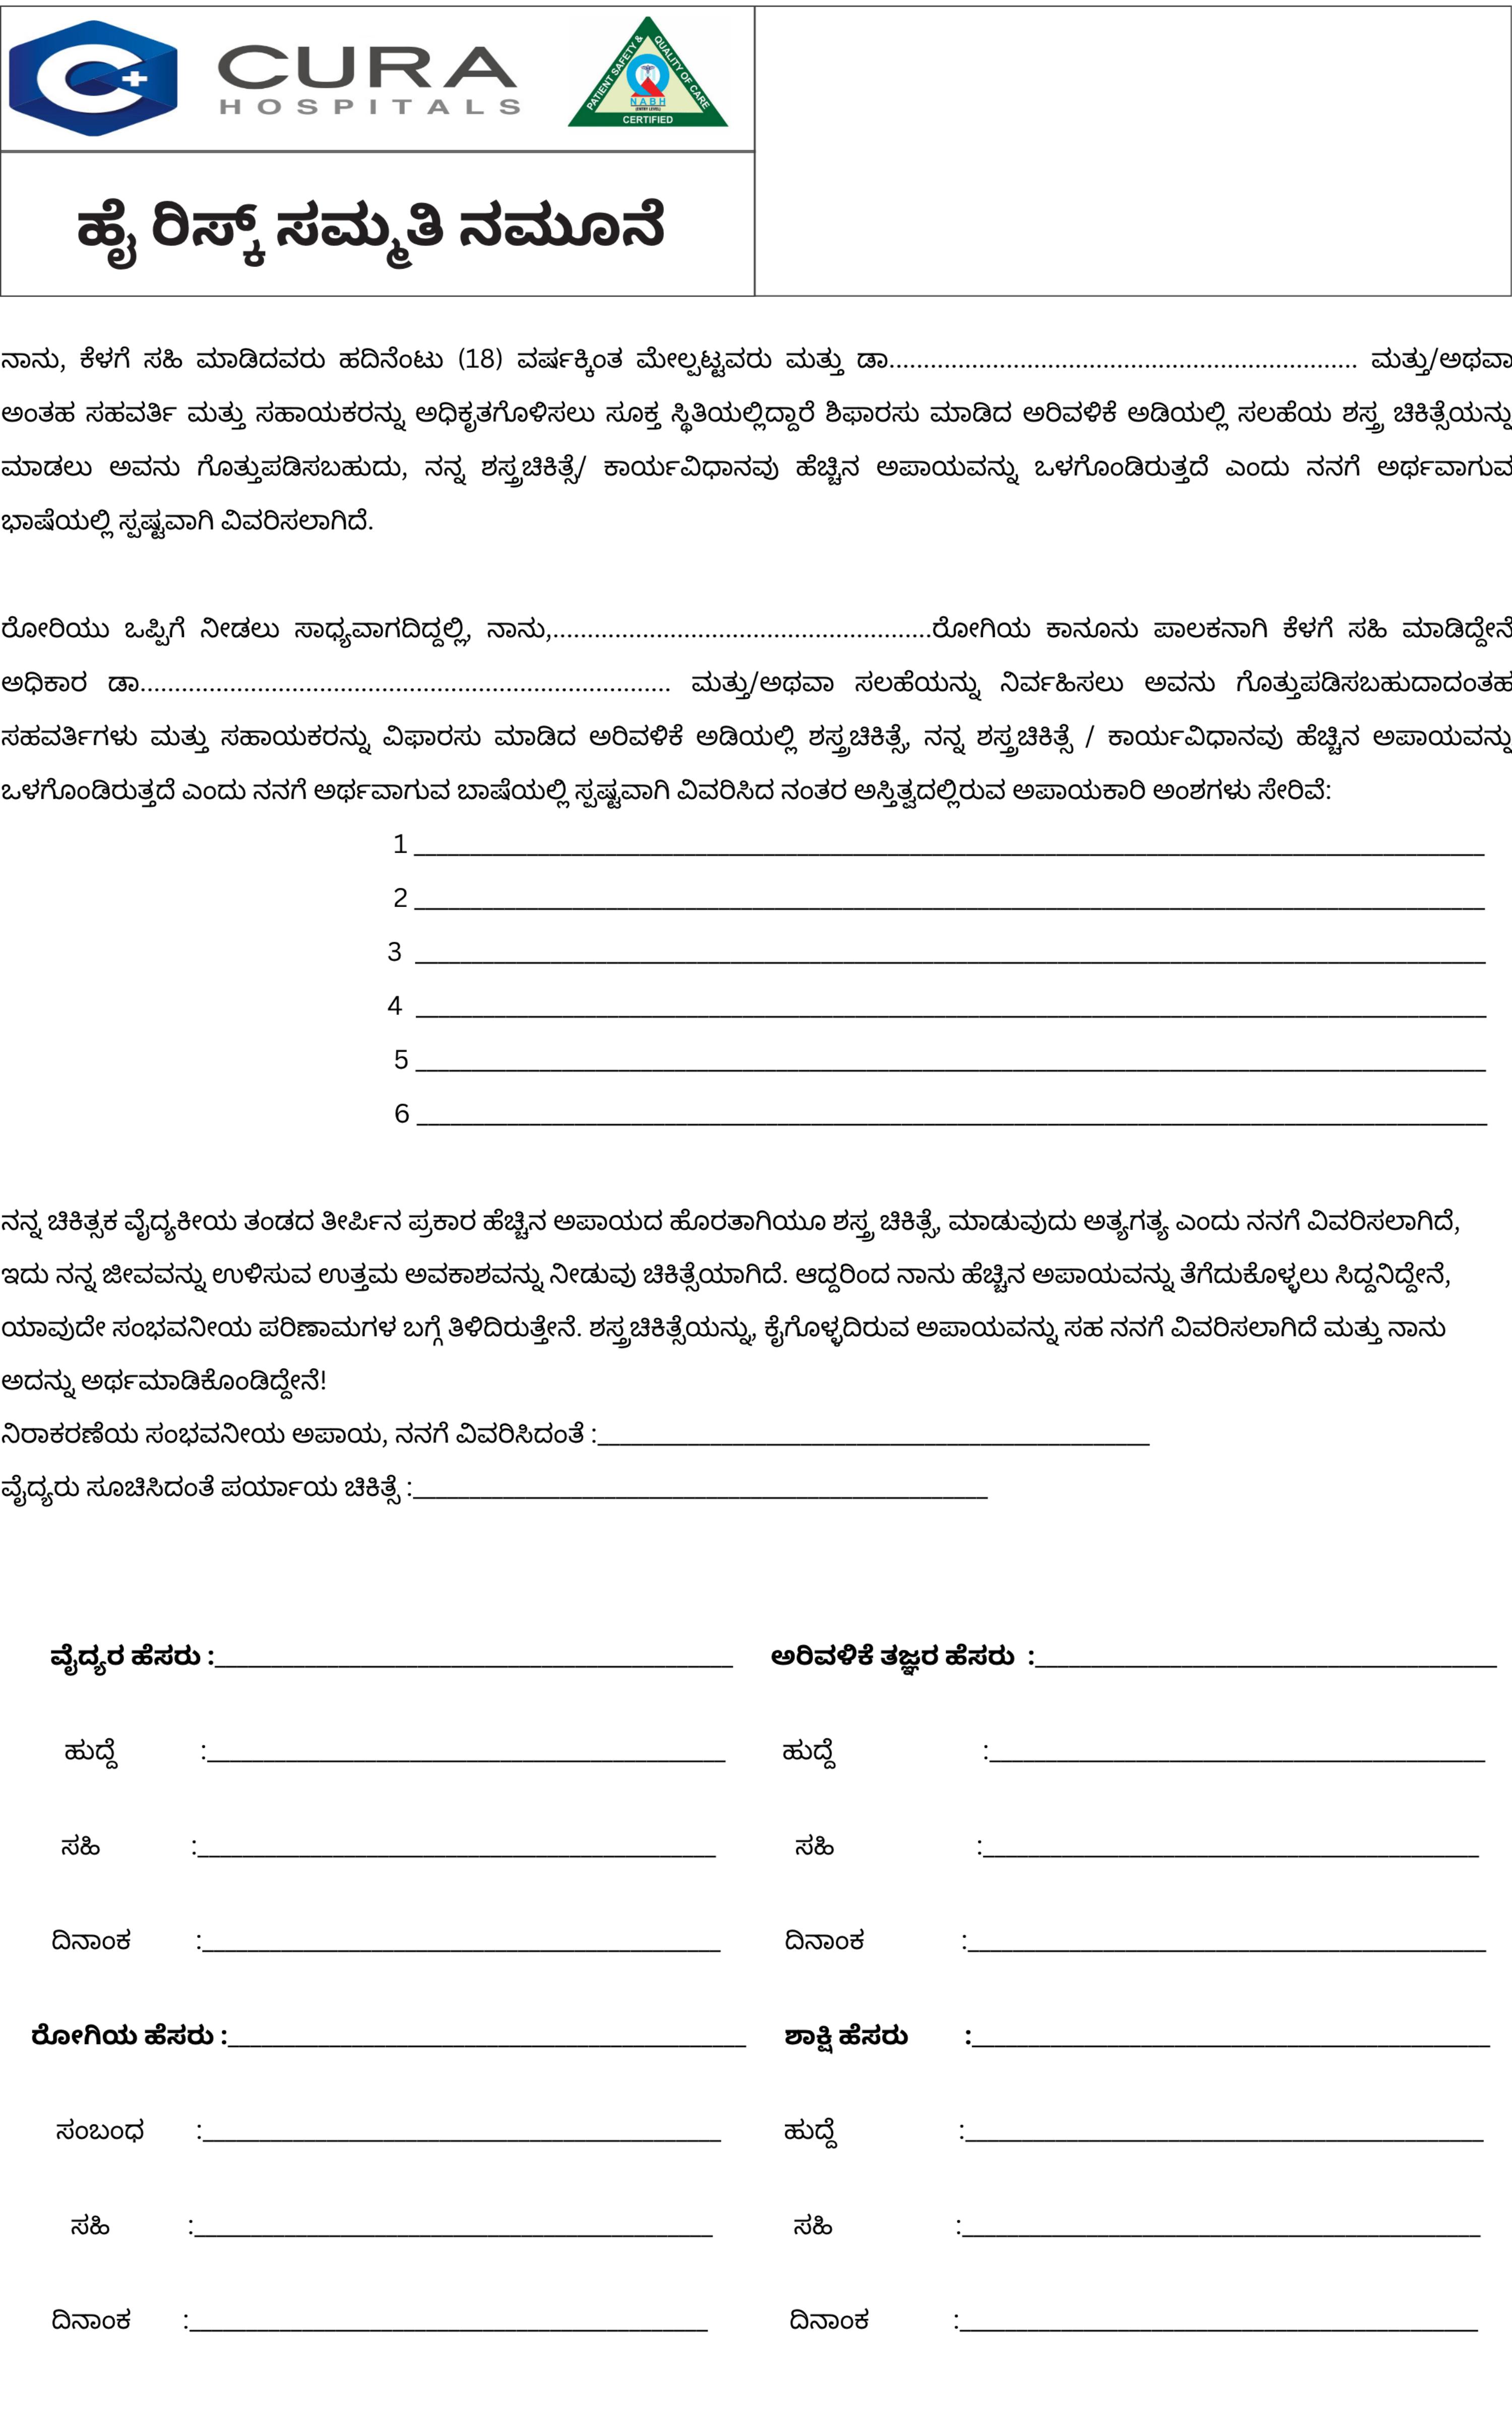 CURA
HOSPITALS
PATIENT SAFETY & QUALITY OF CARE
NABH
(ENTRY LEVEL)
CERTIFIED
ಹೈ ರಿಸ್ಕ್ ಸಮ್ಮತಿ ನಮೂನೆ
ನಾನು, ಕೆಳಗೆ ಸಹಿ ಮಾಡಿದವರು ಹದಿನೆಂಟು (18) ವರ್ಷಕ್ಕಿಂತ ಮೇಲ್ಪಟ್ಟವರು ಮತ್ತು ಡಾ.................................................................... ಮತ್ತು/ಅಥವಾ
ಅಂತಹ ಸಹವರ್ತಿ ಮತ್ತು ಸಹಾಯಕರನ್ನು ಅಧಿಕೃತಗೊಳಿಸಲು ಸೂಕ್ತ ಸ್ಥಿತಿಯಲ್ಲಿದ್ದಾರೆ ಶಿಫಾರಸು ಮಾಡಿದ ಅರಿವಳಿಕೆ ಅಡಿಯಲ್ಲಿ ಸಲಹೆಯ ಶಸ್ತ್ರ ಚಿಕಿತ್ಸೆಯನ್ನು
ಮಾಡಲು ಅವನು ಗೊತ್ತುಪಡಿಸಬಹುದು, ನನ್ನ ಶಸ್ತ್ರಚಿಕಿತ್ಸೆ/ ಕಾರ್ಯವಿಧಾನವು ಹೆಚ್ಚಿನ ಅಪಾಯವನ್ನು ಒಳಗೊಂಡಿರುತ್ತದೆ ಎಂದು ನನಗೆ ಅರ್ಥವಾಗುವ
ಭಾಷೆಯಲ್ಲಿ ಸ್ಪಷ್ಟವಾಗಿ ವಿವರಿಸಲಾಗಿದೆ.
ರೋರಿಯು ಒಪ್ಪಿಗೆ ನೀಡಲು ಸಾಧ್ಯವಾಗದಿದ್ದಲ್ಲಿ, ನಾನು,.......................................................ರೋಗಿಯ ಕಾನೂನು ಪಾಲಕನಾಗಿ ಕೆಳಗೆ ಸಹಿ ಮಾಡಿದ್ದೇನೆ
ಅಧಿಕಾರ ಡಾ............................................................................. ಮತ್ತು/ಅಥವಾ ಸಲಹೆಯನ್ನು ನಿರ್ವಹಿಸಲು ಅವನು ಗೊತ್ತುಪಡಿಸಬಹುದಾದಂತಹ
ಸಹವರ್ತಿಗಳು ಮತ್ತು ಸಹಾಯಕರನ್ನು ವಿಫಾರಸು ಮಾಡಿದ ಅರಿವಳಿಕೆ ಅಡಿಯಲ್ಲಿ ಶಸ್ತ್ರಚಿಕಿತ್ಸೆ, ನನ್ನ ಶಸ್ತ್ರಚಿಕಿತ್ಸೆ / ಕಾರ್ಯವಿಧಾನವು ಹೆಚ್ಚಿನ ಅಪಾಯವನ್ನು
ಒಳಗೊಂಡಿರುತ್ತದೆ ಎಂದು ನನಗೆ ಅರ್ಥವಾಗುವ ಬಾಷೆಯಲ್ಲಿ ಸ್ಪಷ್ಟವಾಗಿ ವಿವರಿಸಿದ ನಂತರ ಅಸ್ತಿತ್ವದಲ್ಲಿರುವ ಅಪಾಯಕಾರಿ ಅಂಶಗಳು ಸೇರಿವೆ:
1 ____________________
2 ____________________
3 ____________________
4 ____________________
5 ____________________
6 ____________________
ನನ್ನ ಚಿಕಿತ್ಸಕ ವೈದ್ಯಕೀಯ ತಂಡದ ತೀರ್ಪಿನ ಪ್ರಕಾರ ಹೆಚ್ಚಿನ ಅಪಾಯದ ಹೊರತಾಗಿಯೂ ಶಸ್ತ್ರ ಚಿಕಿತ್ಸೆ, ಮಾಡುವುದು ಅತ್ಯಗತ್ಯ ಎಂದು ನನಗೆ ವಿವರಿಸಲಾಗಿದೆ,
ಇದು ನನ್ನ ಜೀವವನ್ನು ಉಳಿಸುವ ಉತ್ತಮ ಅವಕಾಶವನ್ನು ನೀಡುವು ಚಿಕಿತ್ಸೆಯಾಗಿದೆ. ಆದ್ದರಿಂದ ನಾನು ಹೆಚ್ಚಿನ ಅಪಾಯವನ್ನು ತೆಗೆದುಕೊಳ್ಳಲು ಸಿದ್ದನಿದ್ದೇನೆ,
ಯಾವುದೇ ಸಂಭವನೀಯ ಪರಿಣಾಮಗಳ ಬಗ್ಗೆ ತಿಳಿದಿರುತ್ತೇನೆ. ಶಸ್ತ್ರಚಿಕಿತ್ಸೆಯನ್ನು, ಕೈಗೊಳ್ಳದಿರುವ ಅಪಾಯವನ್ನು ಸಹ ನನಗೆ ವಿವರಿಸಲಾಗಿದೆ ಮತ್ತು ನಾನು
ಅದನ್ನು ಅರ್ಥಮಾಡಿಕೊಂಡಿದ್ದೇನೆ!
ನಿರಾಕರಣೆಯ ಸಂಭವನೀಯ ಅಪಾಯ, ನನಗೆ ವಿವರಿಸಿದಂತೆ :____________________
ವೈದ್ಯರು ಸೂಚಿಸಿದಂತೆ ಪರ್ಯಾಯ ಚಿಕಿತ್ಸೆ :____________________
ವೈದ್ಯರ ಹೆಸರು :____________________ ಅರಿವಳಿಕೆ ತಜ್ಞರ ಹೆಸರು :____________________
ಹುದ್ದೆ :____________________ ಹುದ್ದೆ :____________________
ಸಹಿ :____________________ ಸಹಿ :____________________
ದಿನಾಂಕ :____________________ ದಿನಾಂಕ :____________________
ರೋಗಿಯ ಹೆಸರು :____________________ ಶಾಕ್ಷಿ ಹೆಸರು :____________________
ಸಂಬಂಧ :____________________ ಹುದ್ದೆ :____________________
ಸಹಿ :____________________ ಸಹಿ :____________________
ದಿನಾಂಕ :____________________ ದಿನಾಂಕ :____________________